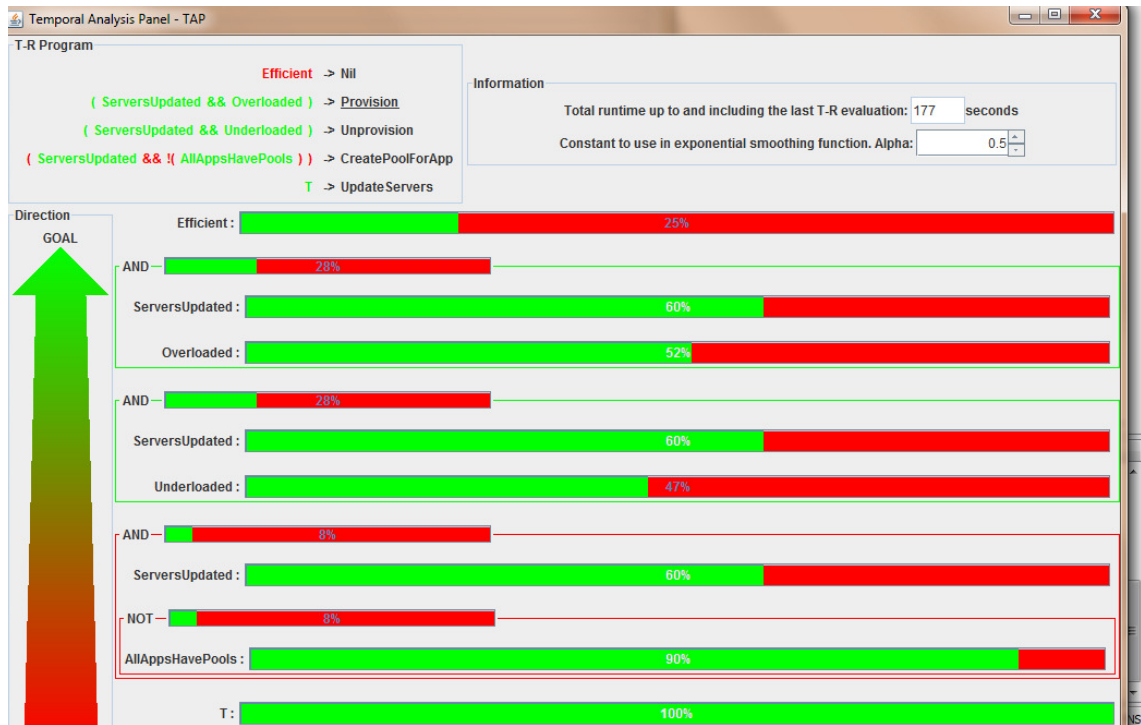 Temporal Analysis Panel - TAP
T-R Program
Efficient -> Nil
( ServersUpdated && Overloaded ) -> Provision
( ServersUpdated && Underloaded ) -> Unprovision
( ServersUpdated && !( AllAppsHavePools ) ) -> CreatePoolForApp
T -> UpdateServers
Information
Total runtime up to and including the last T-R evaluation: 177 seconds
Constant to use in exponential smoothing function. Alpha: 0.5
Direction
GOAL
Efficient : 25%
AND 28%
ServersUpdated : 60%
Overloaded : 52%
AND 28%
ServersUpdated : 60%
Underloaded : 47%
AND 8%
ServersUpdated : 60%
NOT 8%
AllAppsHavePools : 90%
T : 100%
NS